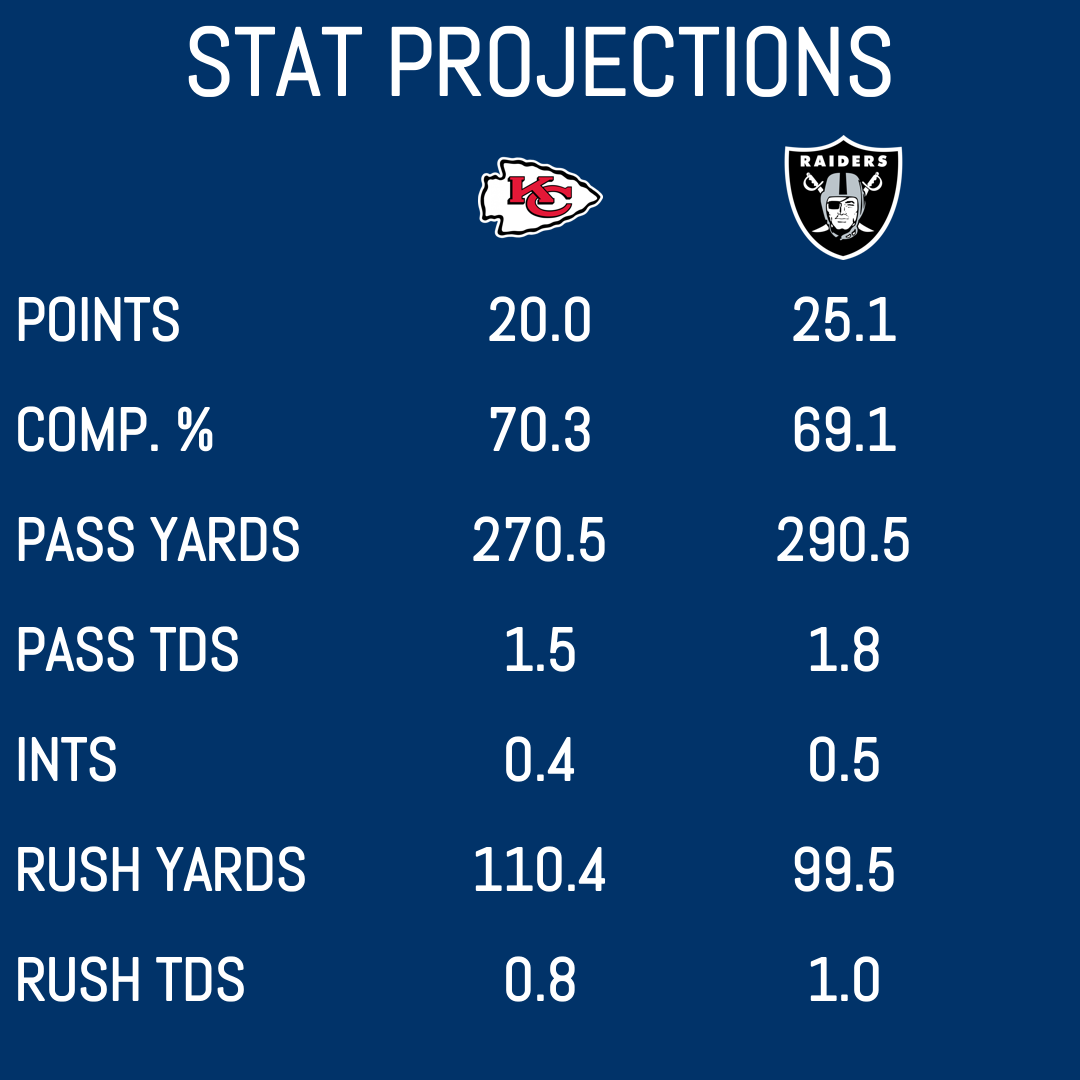 STAT PROJECTIONS
KC RAIDERS
POINTS 20.0 25.1
COMP. % 70.3 69.1
PASS YARDS 270.5 290.5
PASS TDS 1.5 1.8
INTS 0.4 0.5
RUSH YARDS 110.4 99.5
RUSH TDS 0.8 1.0